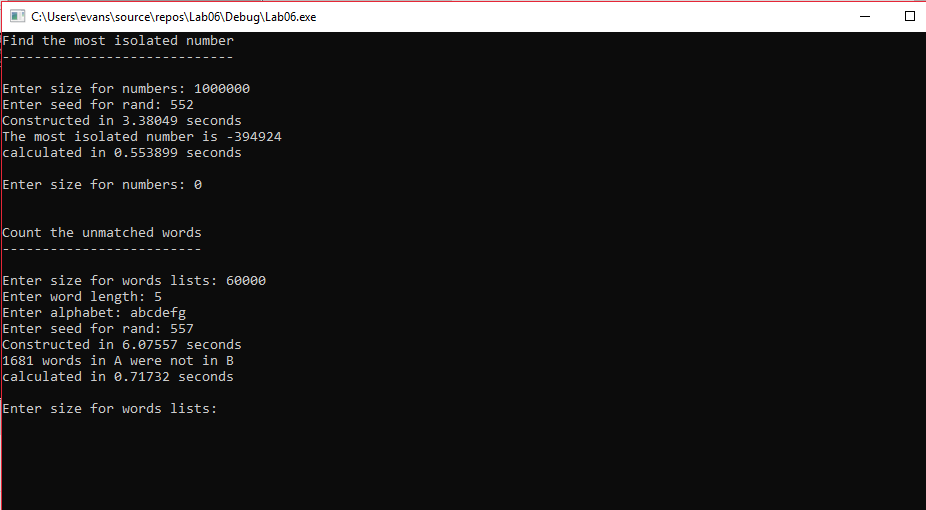 C:\Users\evans\source\repos\Lab06\Debug\Lab06.exe
Find the most isolated number
-----------------------------
Enter size for numbers: 1000000
Enter seed for rand: 552
Constructed in 3.38049 seconds
The most isolated number is -394924
calculated in 0.553899 seconds
Enter size for numbers: 0
Count the unmatched words
-------------------------
Enter size for words lists: 60000
Enter word length: 5
Enter alphabet: abcdefg
Enter seed for rand: 557
Constructed in 6.07557 seconds
1681 words in A were not in B
calculated in 0.71732 seconds
Enter size for words lists: